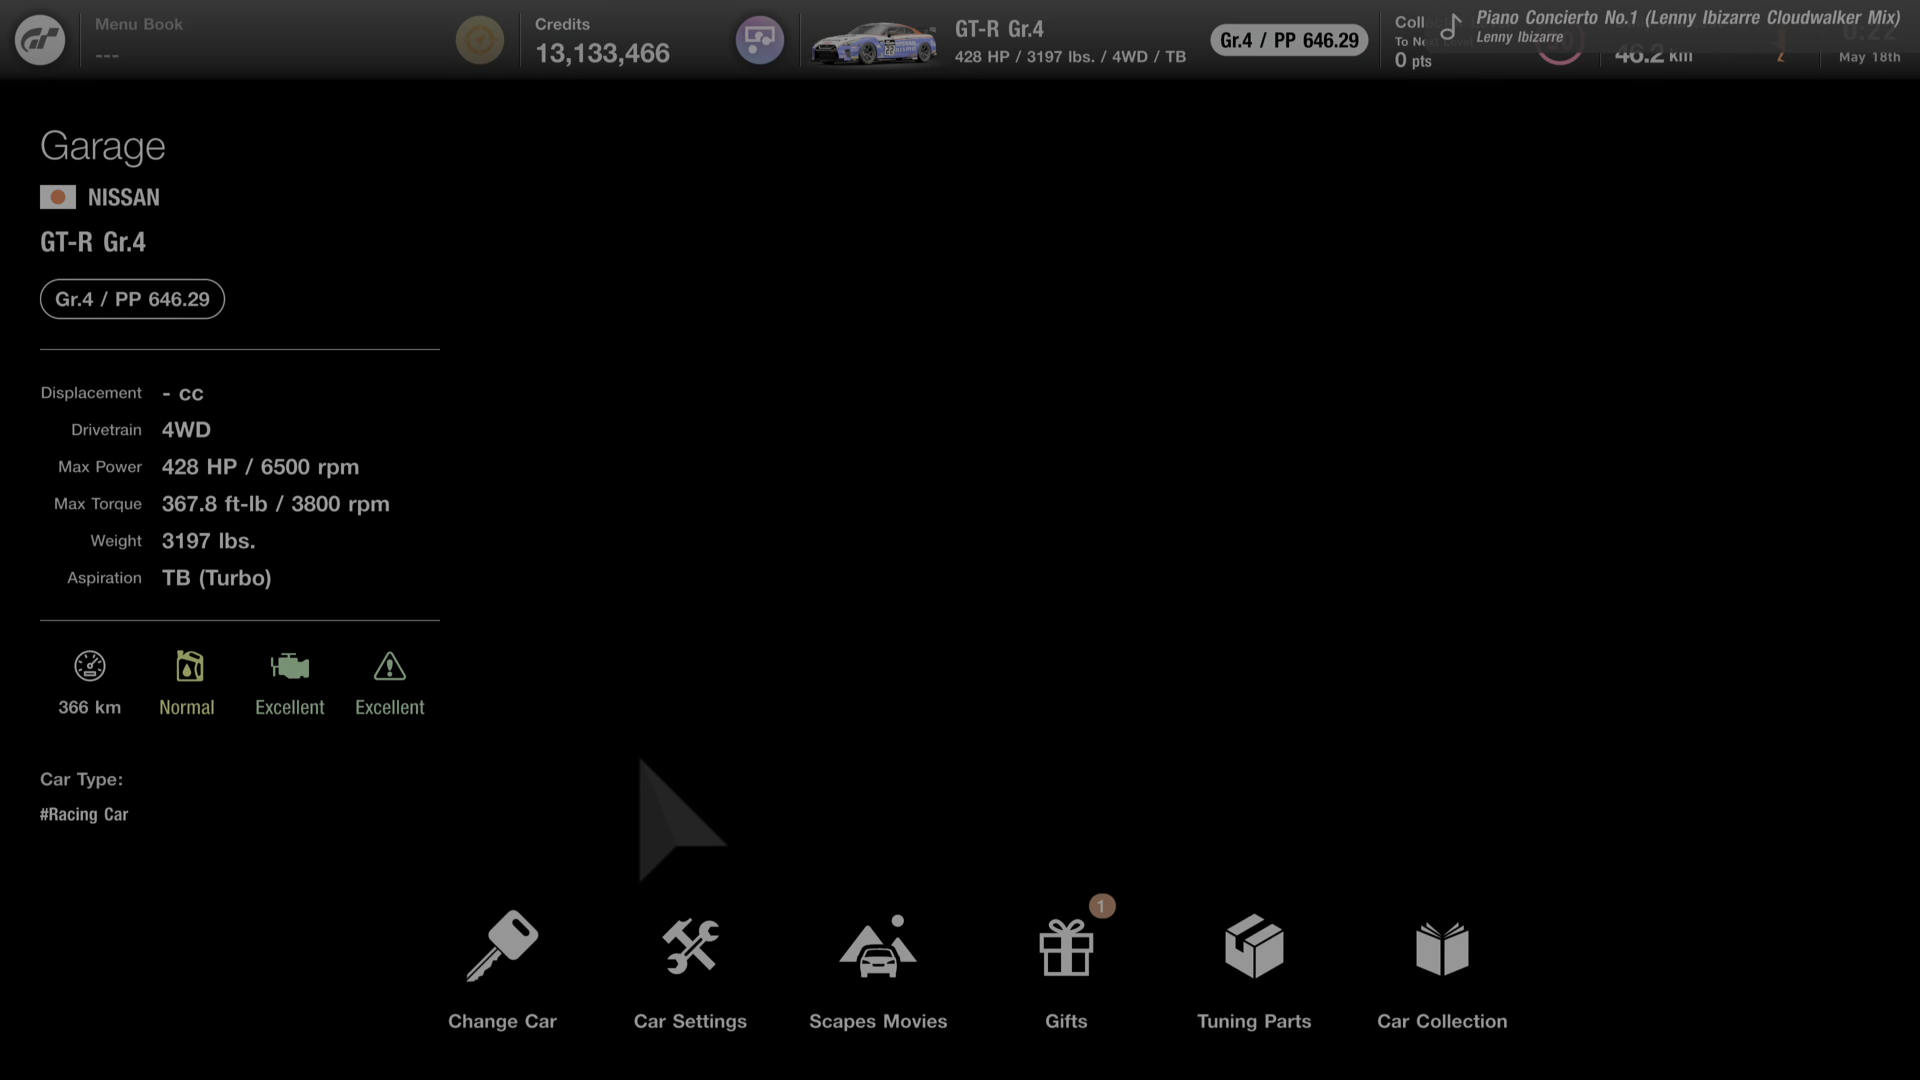 Menu Book
---
Credits
13,133,466
GT-R Gr.4
428 HP / 3197 lbs. / 4WD / TB
Gr.4 / PP 646.29
Coll
To Ne
0 pts
Piano Concierto No.1 (Lenny Ibizarre Cloudwalker Mix)
Lenny Ibizarre
46.2 km
0:22
May 18th
Garage
NISSAN
GT-R Gr.4
Gr.4 / PP 646.29
Displacement - cc
Drivetrain 4WD
Max Power 428 HP / 6500 rpm
Max Torque 367.8 ft-lb / 3800 rpm
Weight 3197 lbs.
Aspiration TB (Turbo)
366 km Normal Excellent Excellent
Car Type:
#Racing Car
1
Change Car Car Settings Scapes Movies Gifts Tuning Parts Car Collection